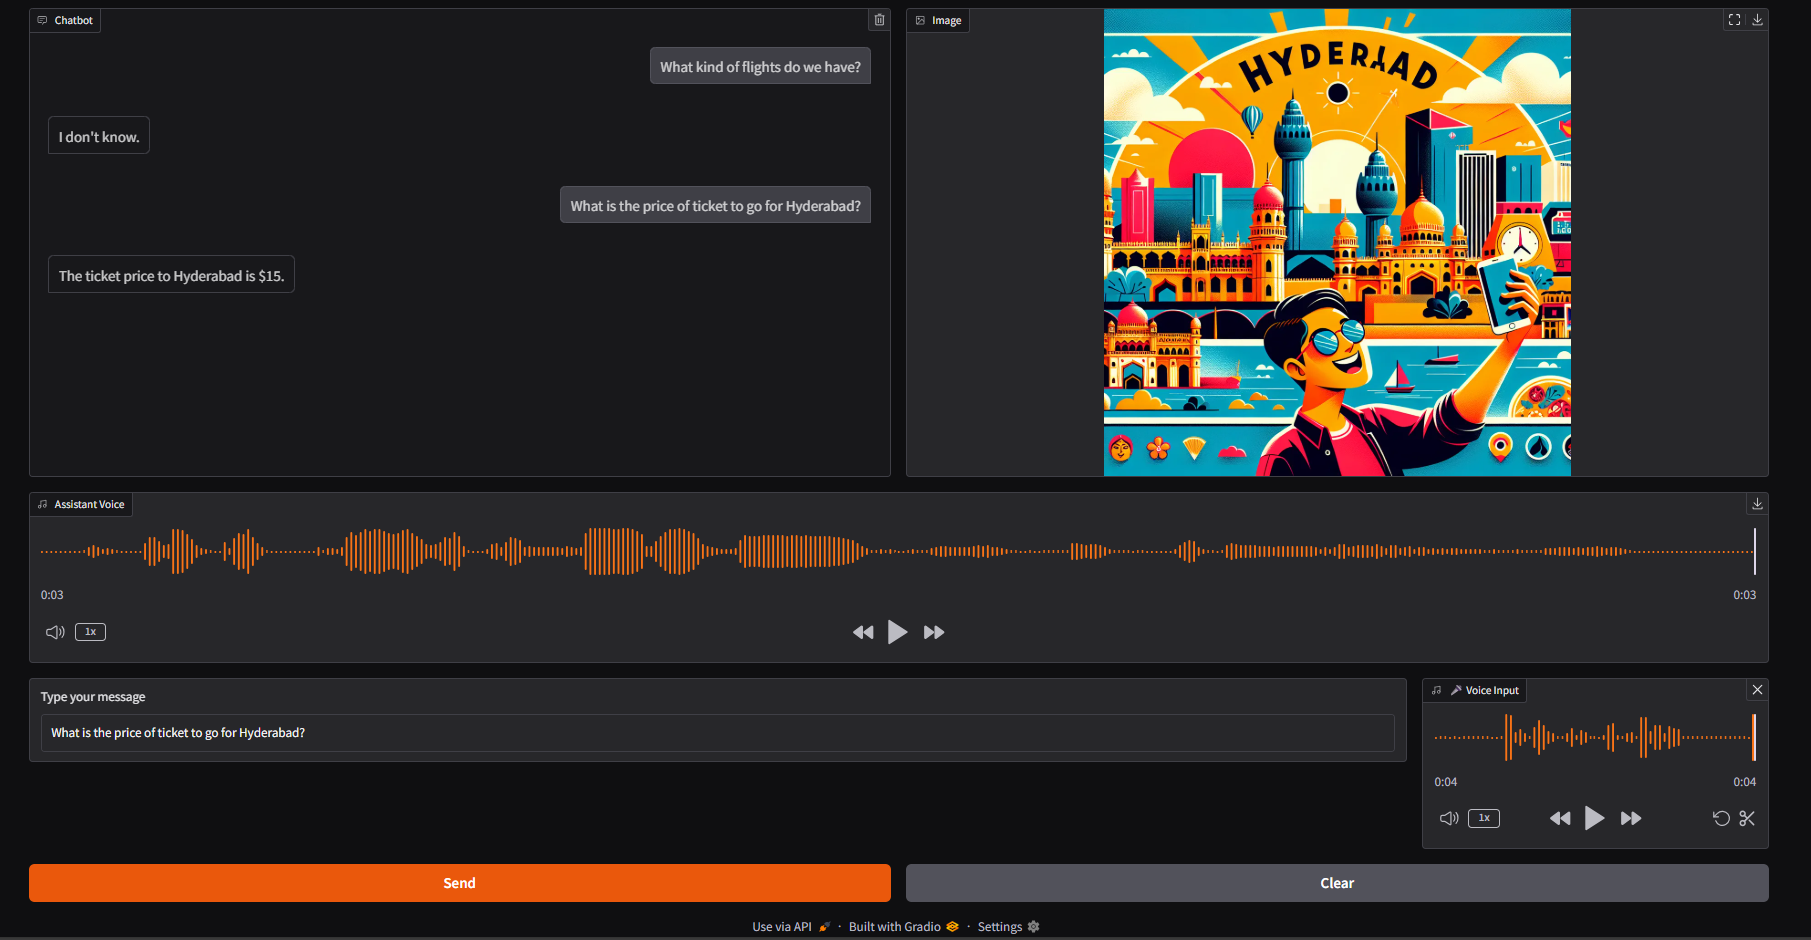 Chatbot
What kind of flights do we have?
I don't know.
What is the price of ticket to go for Hyderabad?
The ticket price to Hyderabad is $15.
Image
HYDERIAD
Assistant Voice
0:03
0:03
1x
Type your message
What is the price of ticket to go for Hyderabad?
Voice Input
0:04
0:04
1x
Send
Clear
Use via API · Built with Gradio · Settings